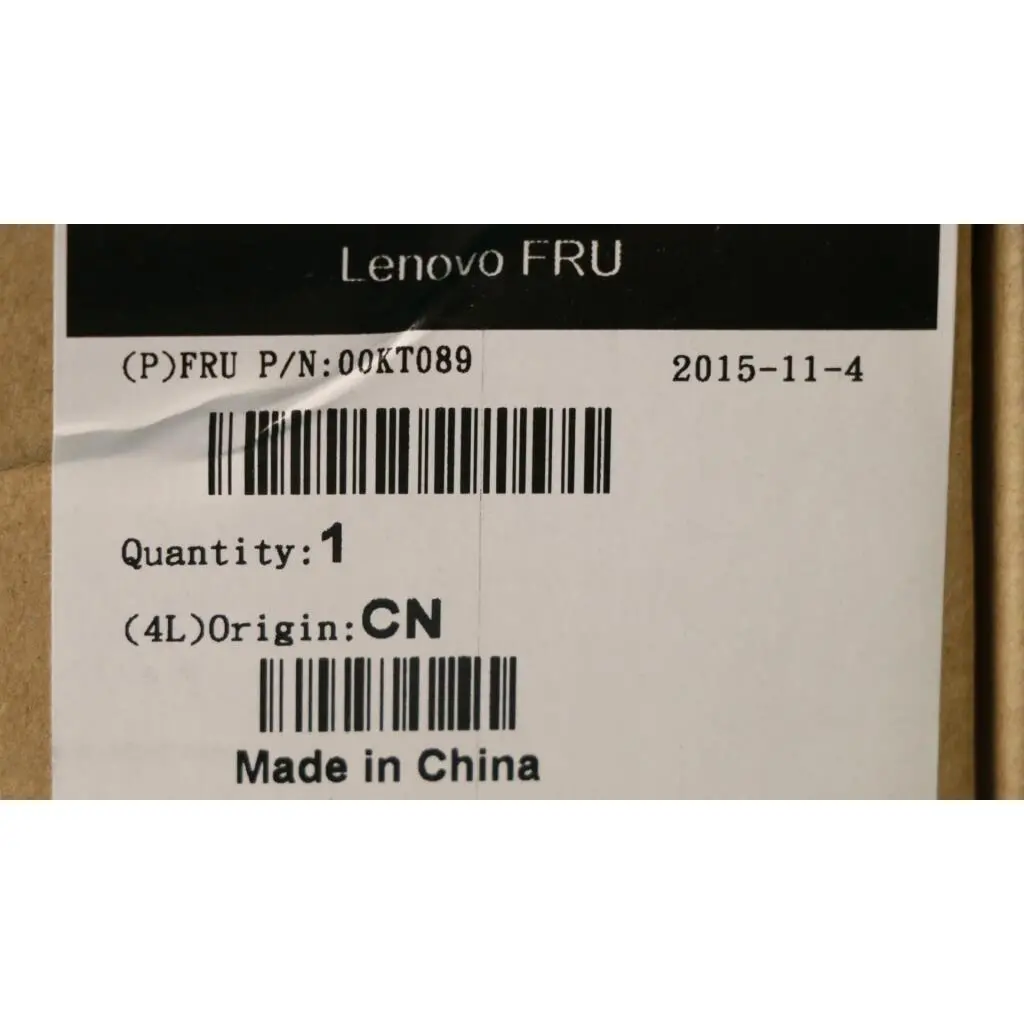 Lenovo FRU
(P)FRU P/N:00KT089 2015-11-4
Quantity:1
(4L)Origin:CN
Made in China